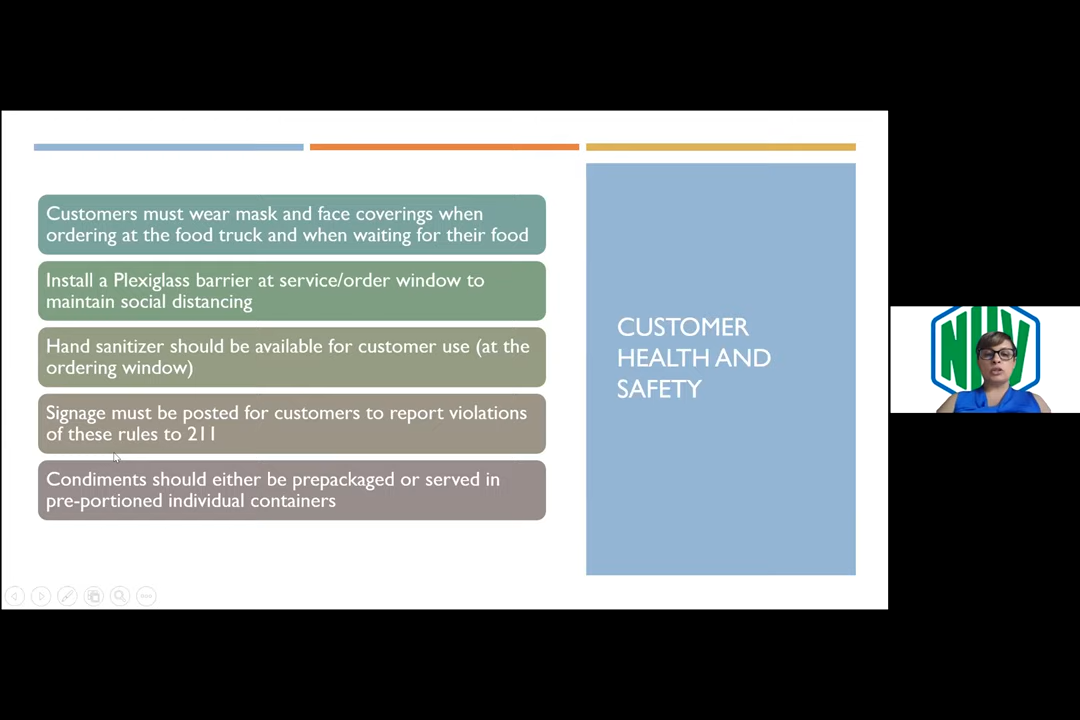 Customers must wear mask and face coverings when
ordering at the food truck and when waiting for their food
Install a Plexiglass barrier at service/order window to
maintain social distancing
Hand sanitizer should be available for customer use (at the
ordering window)
Signage must be posted for customers to report violations
of these rules to 211
Condiments should either be prepackaged or served in
pre-portioned individual containers
CUSTOMER
HEALTH AND
SAFETY